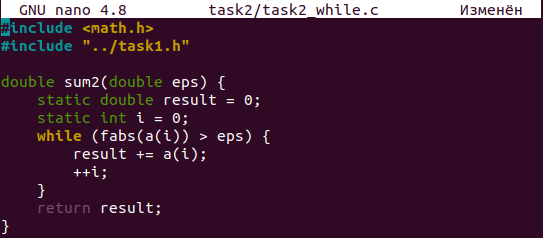 GNU nano 4.8 task2/task2_while.c Изменён
#include <math.h>
#include "../task1.h"

double sum2(double eps) {
    static double result = 0;
    static int i = 0;
    while (fabs(a(i)) > eps) {
        result += a(i);
        ++i;
    }
    return result;
}